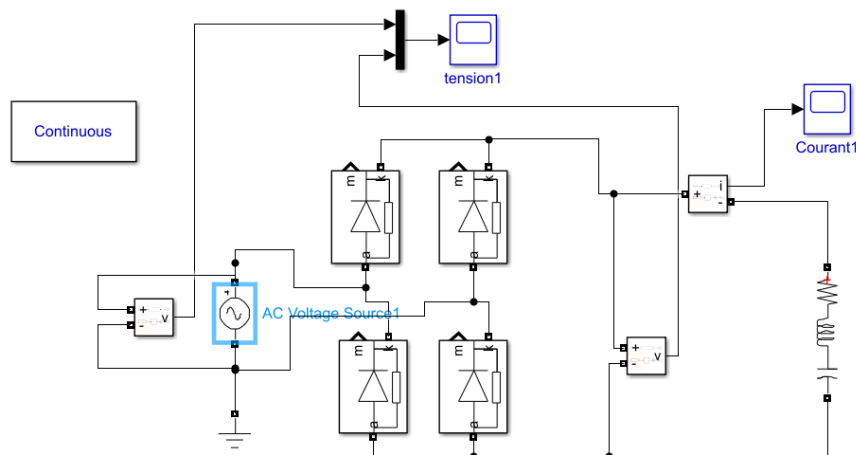 tension1
Continuous
Courant1
m
k
m
k
i
+
-
a
a
+
AC Voltage Source1
+
-
v
m
k
m
k
+
-
v
a
a